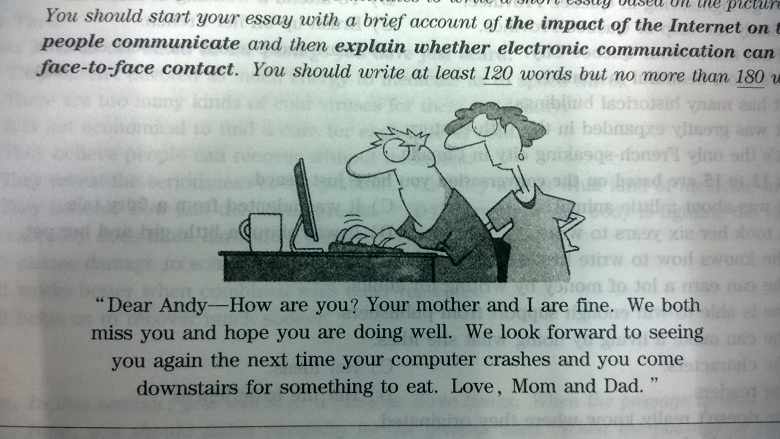 You should start your essay with a brief account of the impact of the Internet on
people communicate and then explain whether electronic communication can
face-to-face contact. You should write at least 120 words but no more than 180
"Dear Andy—How are you? Your mother and I are fine. We both
miss you and hope you are doing well. We look forward to seeing
you again the next time your computer crashes and you come
downstairs for something to eat. Love, Mom and Dad."